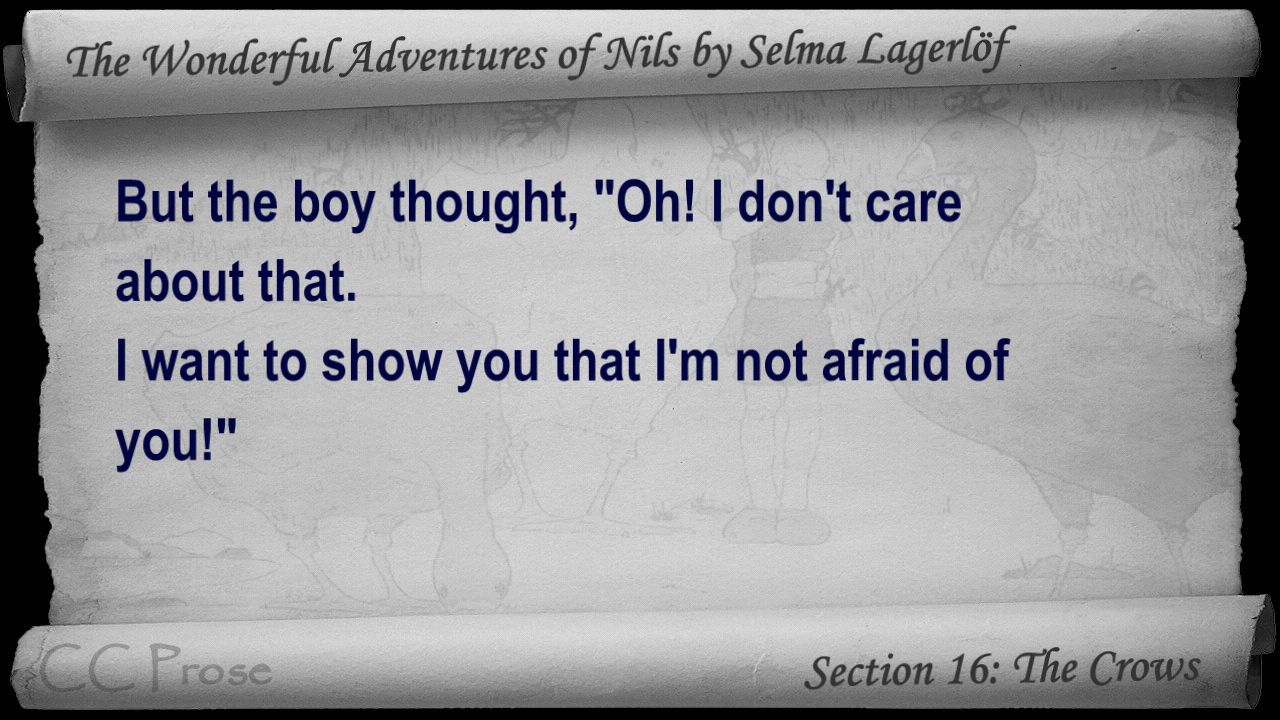 The Wonderful Adventures of Nils by Selma Lagerlöf
But the boy thought, "Oh! I don't care
about that.
I want to show you that I'm not afraid of
you!"
CC Prose
Section 16: The Crows